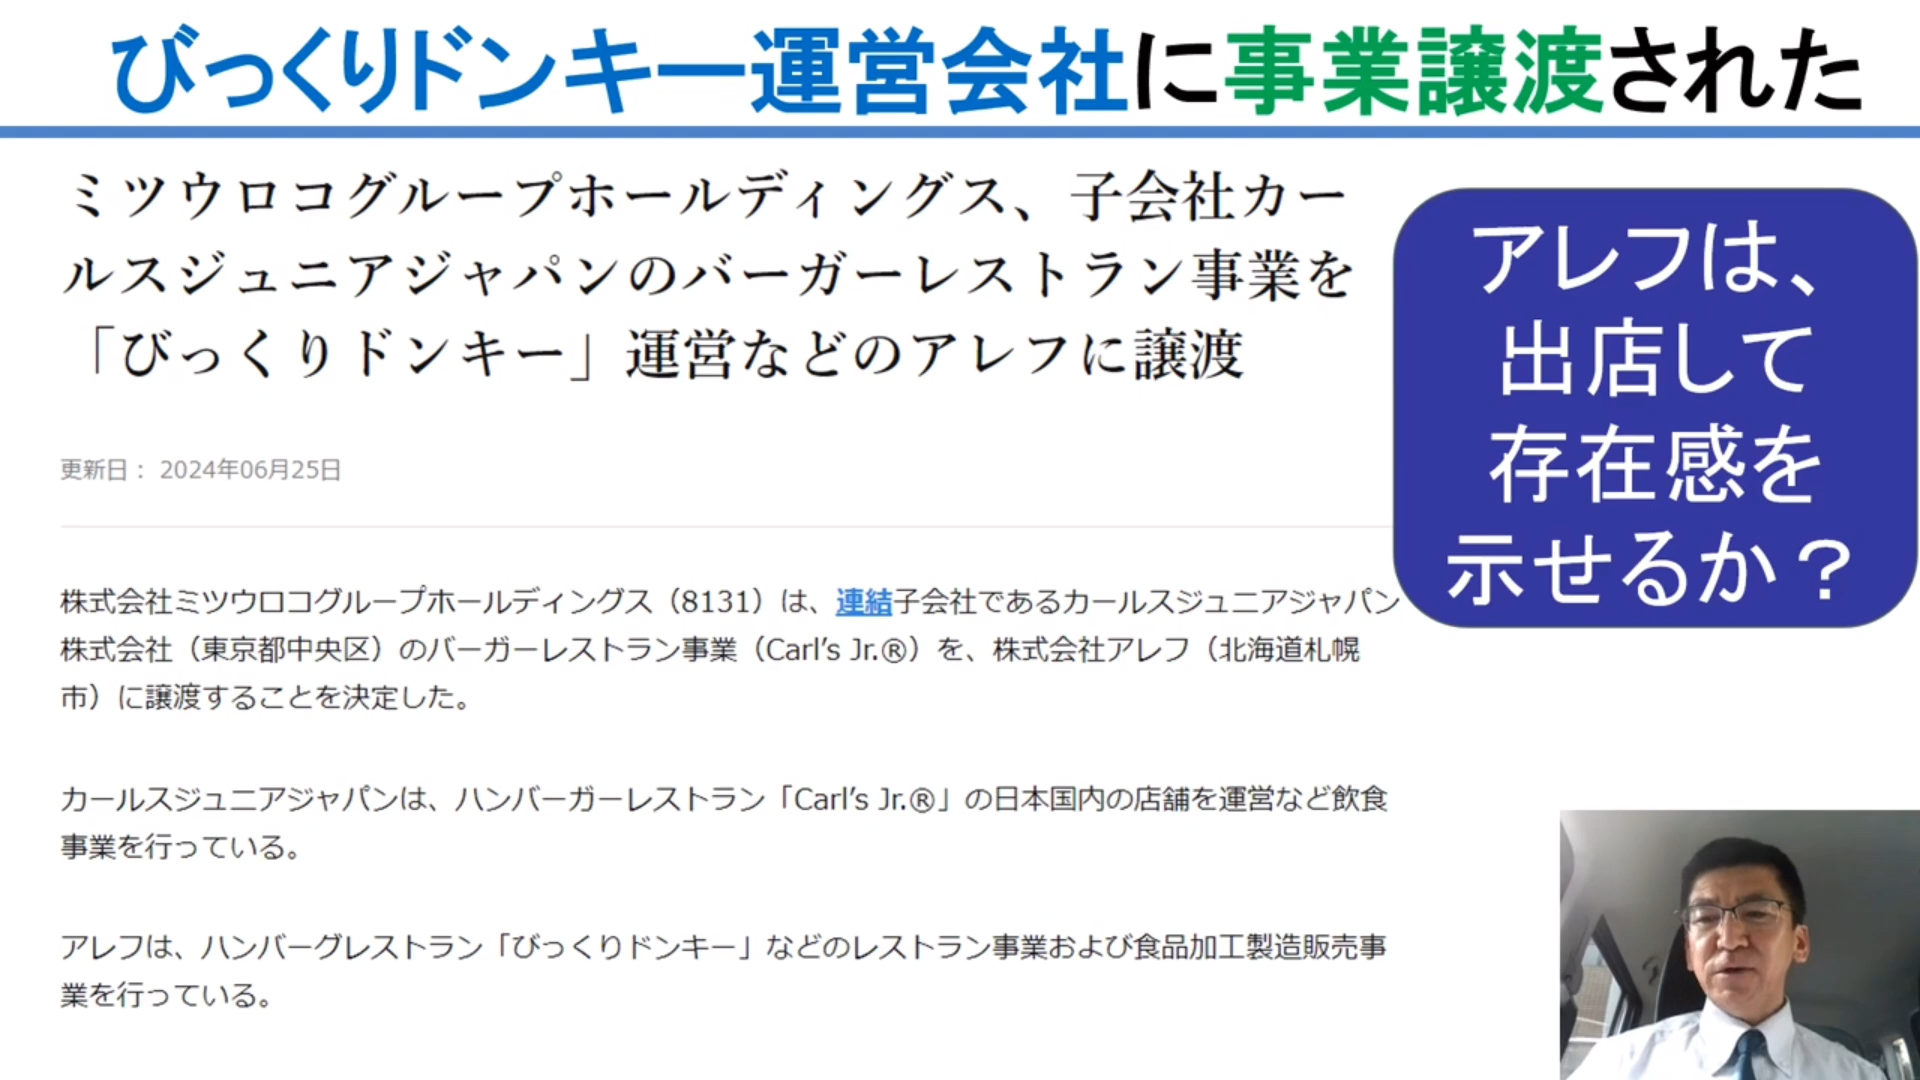 びっくりドンキー運営会社に事業譲渡された
ミツウロコグループホールディングス、子会社カー
ルスジュニアジャパンのバーガーレストラン事業を
「びっくりドンキー」運営などのアレフに譲渡
更新日： 2024年06月25日
株式会社ミツウロコグループホールディングス（8131）は、連結子会社であるカールスジュニアジャパン
株式会社（東京都中央区）のバーガーレストラン事業（Carl’s Jr.®）を、株式会社アレフ（北海道札幌
市）に譲渡することを決定した。
カールスジュニアジャパンは、ハンバーガーレストラン「Carl’s Jr.®」の日本国内の店舗を運営など飲食
事業を行っている。
アレフは、ハンバーグレストラン「びっくりドンキー」などのレストラン事業および食品加工製造販売事
業を行っている。
アレフは、
出店して
存在感を
示せるか？